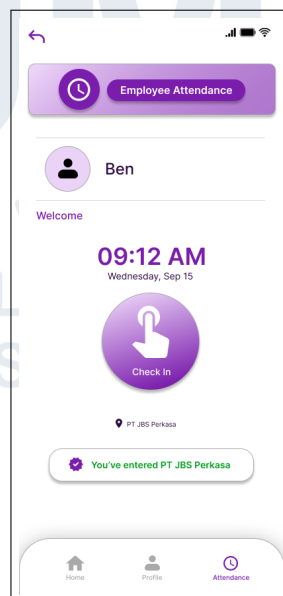 Employee Attendance
Ben
Welcome
09:12 AM
Wednesday, Sep 15
Check In
PT JBS Perkasa
You've entered PT JBS Perkasa
Home
Profile
Attendance